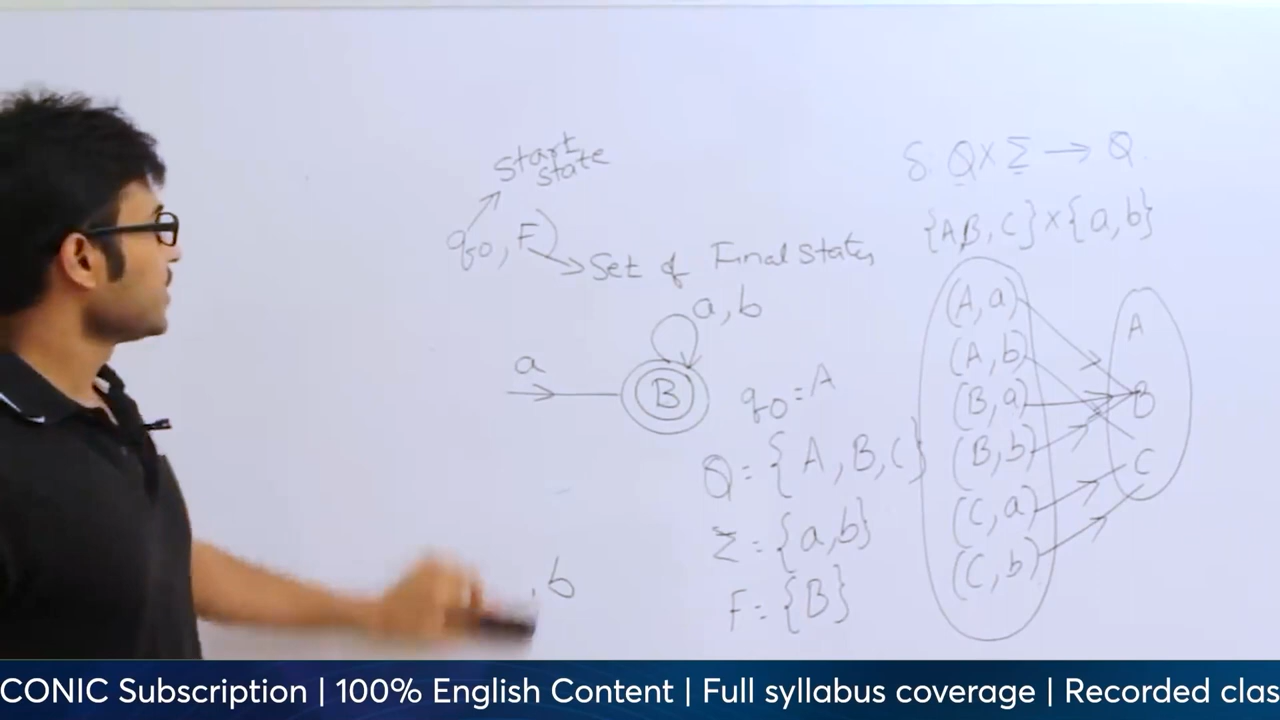 Start
state
q0, F)
Set of Final States
a, b
a
B
q0 = A
Q = {A, B, C}
Σ = {a, b}
F = {B}
, b
δ Q × Σ → Q
{A, B, C} × {a, b}
(A, a)
(A, b)
(B, a)
(B, b)
(C, a)
(C, b)
A
B
C
CONIC Subscription | 100% English Content | Full syllabus coverage | Recorded clas